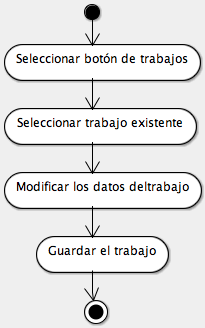 Seleccionar botón de trabajos
Seleccionar trabajo existente
Modificar los datos deltrabajo
Guardar el trabajo